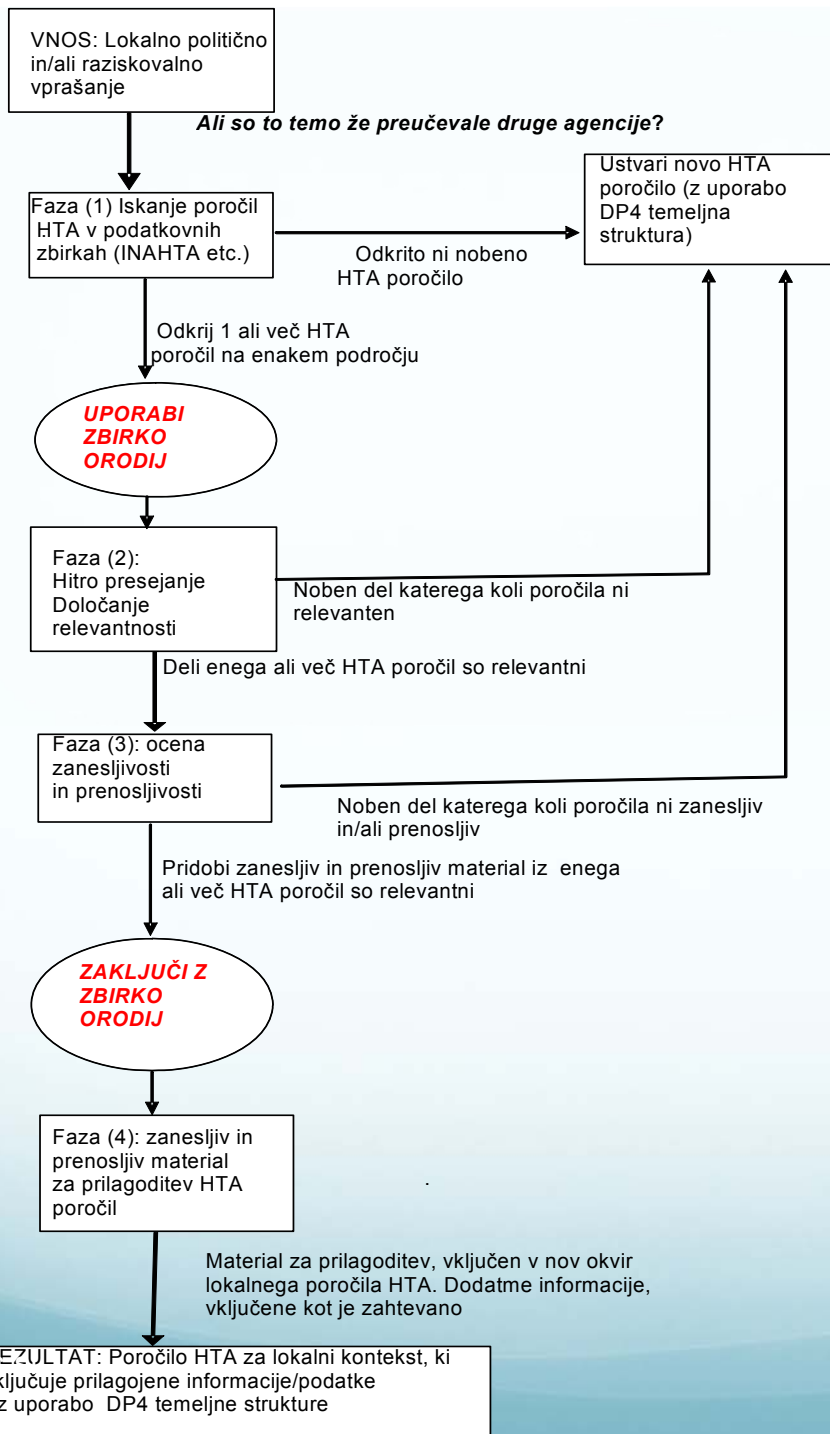 VNOS: Lokalno politično
in/ali raziskovalno
vprašanje
Ali so to temo že preučevale druge agencije?
Ustvari novo HTA
poročilo (z uporabo
DP4 temeljna
struktura)
Faza (1) Iskanje poročil
HTA v podatkovnih
zbirkah (INAHTA etc.)
Odkrito ni nobeno
HTA poročilo
Odkrij 1 ali več HTA
poročil na enakem področju
UPORABI
ZBIRKO
ORODIJ
Faza (2):
Hitro presejanje
Določanje
relevantnosti
Noben del katerega koli poročila ni
relevanten
Deli enega ali več HTA poročil so relevantni
Faza (3): ocena
zanesljivosti
in prenosljivosti
Noben del katerega koli poročila ni zanesljiv
in/ali prenosljiv
Pridobi zanesljiv in prenosljiv material iz enega
ali več HTA poročil so relevantni
ZAKLJUČI Z
ZBIRKO
ORODIJ
Faza (4): zanesljiv in
prenosljiv material
za prilagoditev HTA
poročil
Material za prilagoditev, vključen v nov okvir
lokalnega poročila HTA. Dodatme informacije,
vključene kot je zahtevano
EZULTAT: Poročilo HTA za lokalni kontekst, ki
ključuje prilagojene informacije/podatke
z uporabo DP4 temeljne strukture